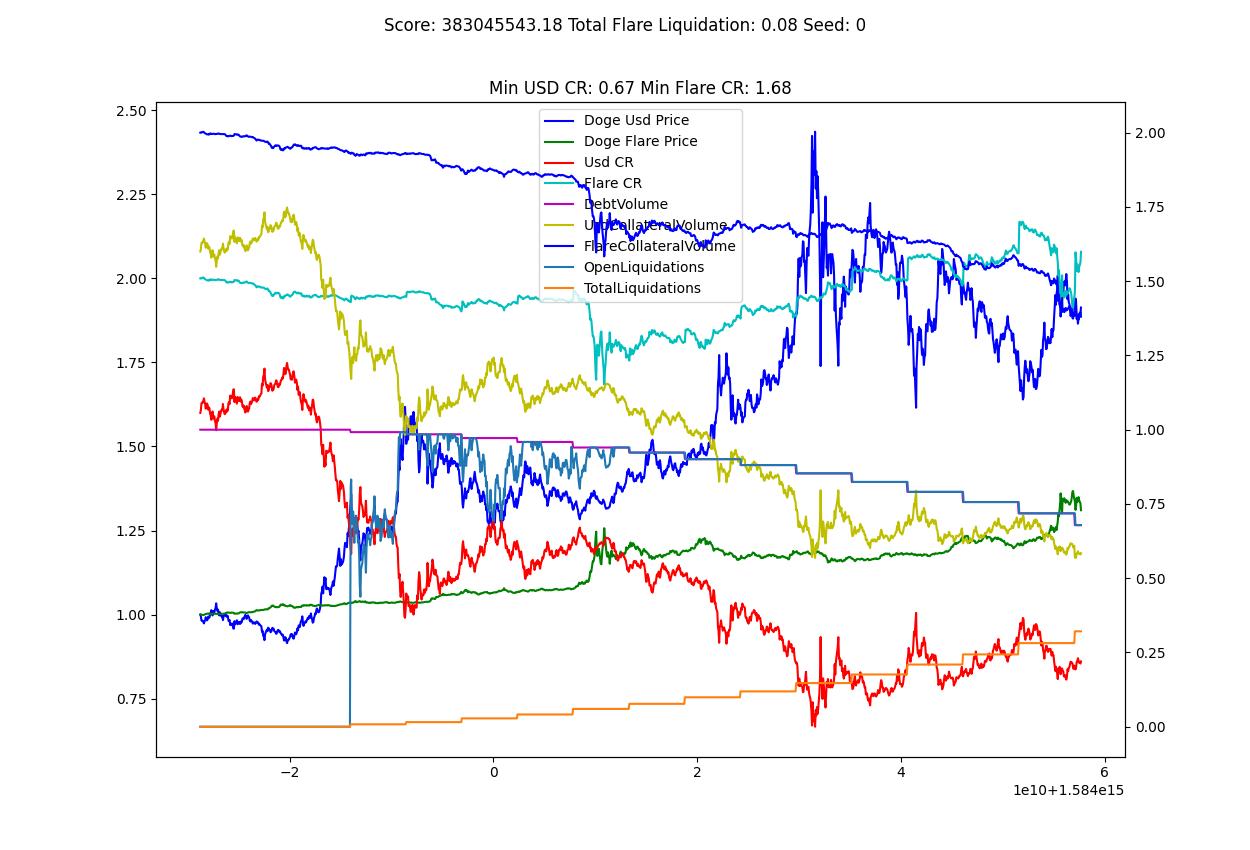 Score: 383045543.18 Total Flare Liquidation: 0.08 Seed: 0
Min USD CR: 0.67 Min Flare CR: 1.68
Doge Usd Price
Doge Flare Price
Usd CR
Flare CR
DebtVolume
UsdCollateralVolume
FlareCollateralVolume
OpenLiquidations
TotalLiquidations
2.50
2.25
2.00
1.75
1.50
1.25
1.00
0.75
2.00
1.75
1.50
1.25
1.00
0.75
0.50
0.25
0.00
−2 0 2 4 6
1e10+1.584e15